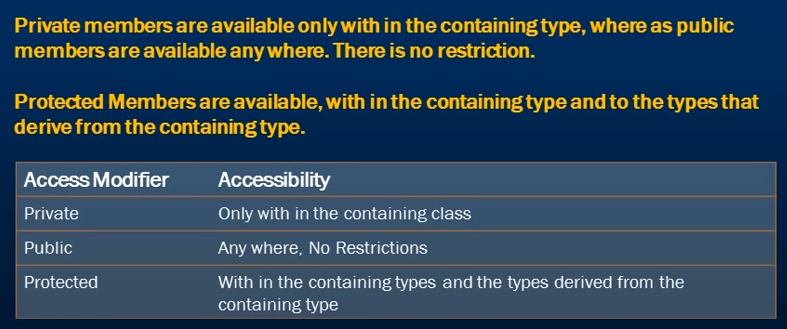 Private members are available only with in the containing type, where as public
members are available any where. There is no restriction.
Protected Members are available, with in the containing type and to the types that
derive from the containing type.
Access Modifier Accessibility
Private Only with in the containing class
Public Any where, No Restrictions
Protected With in the containing types and the types derived from the
containing type